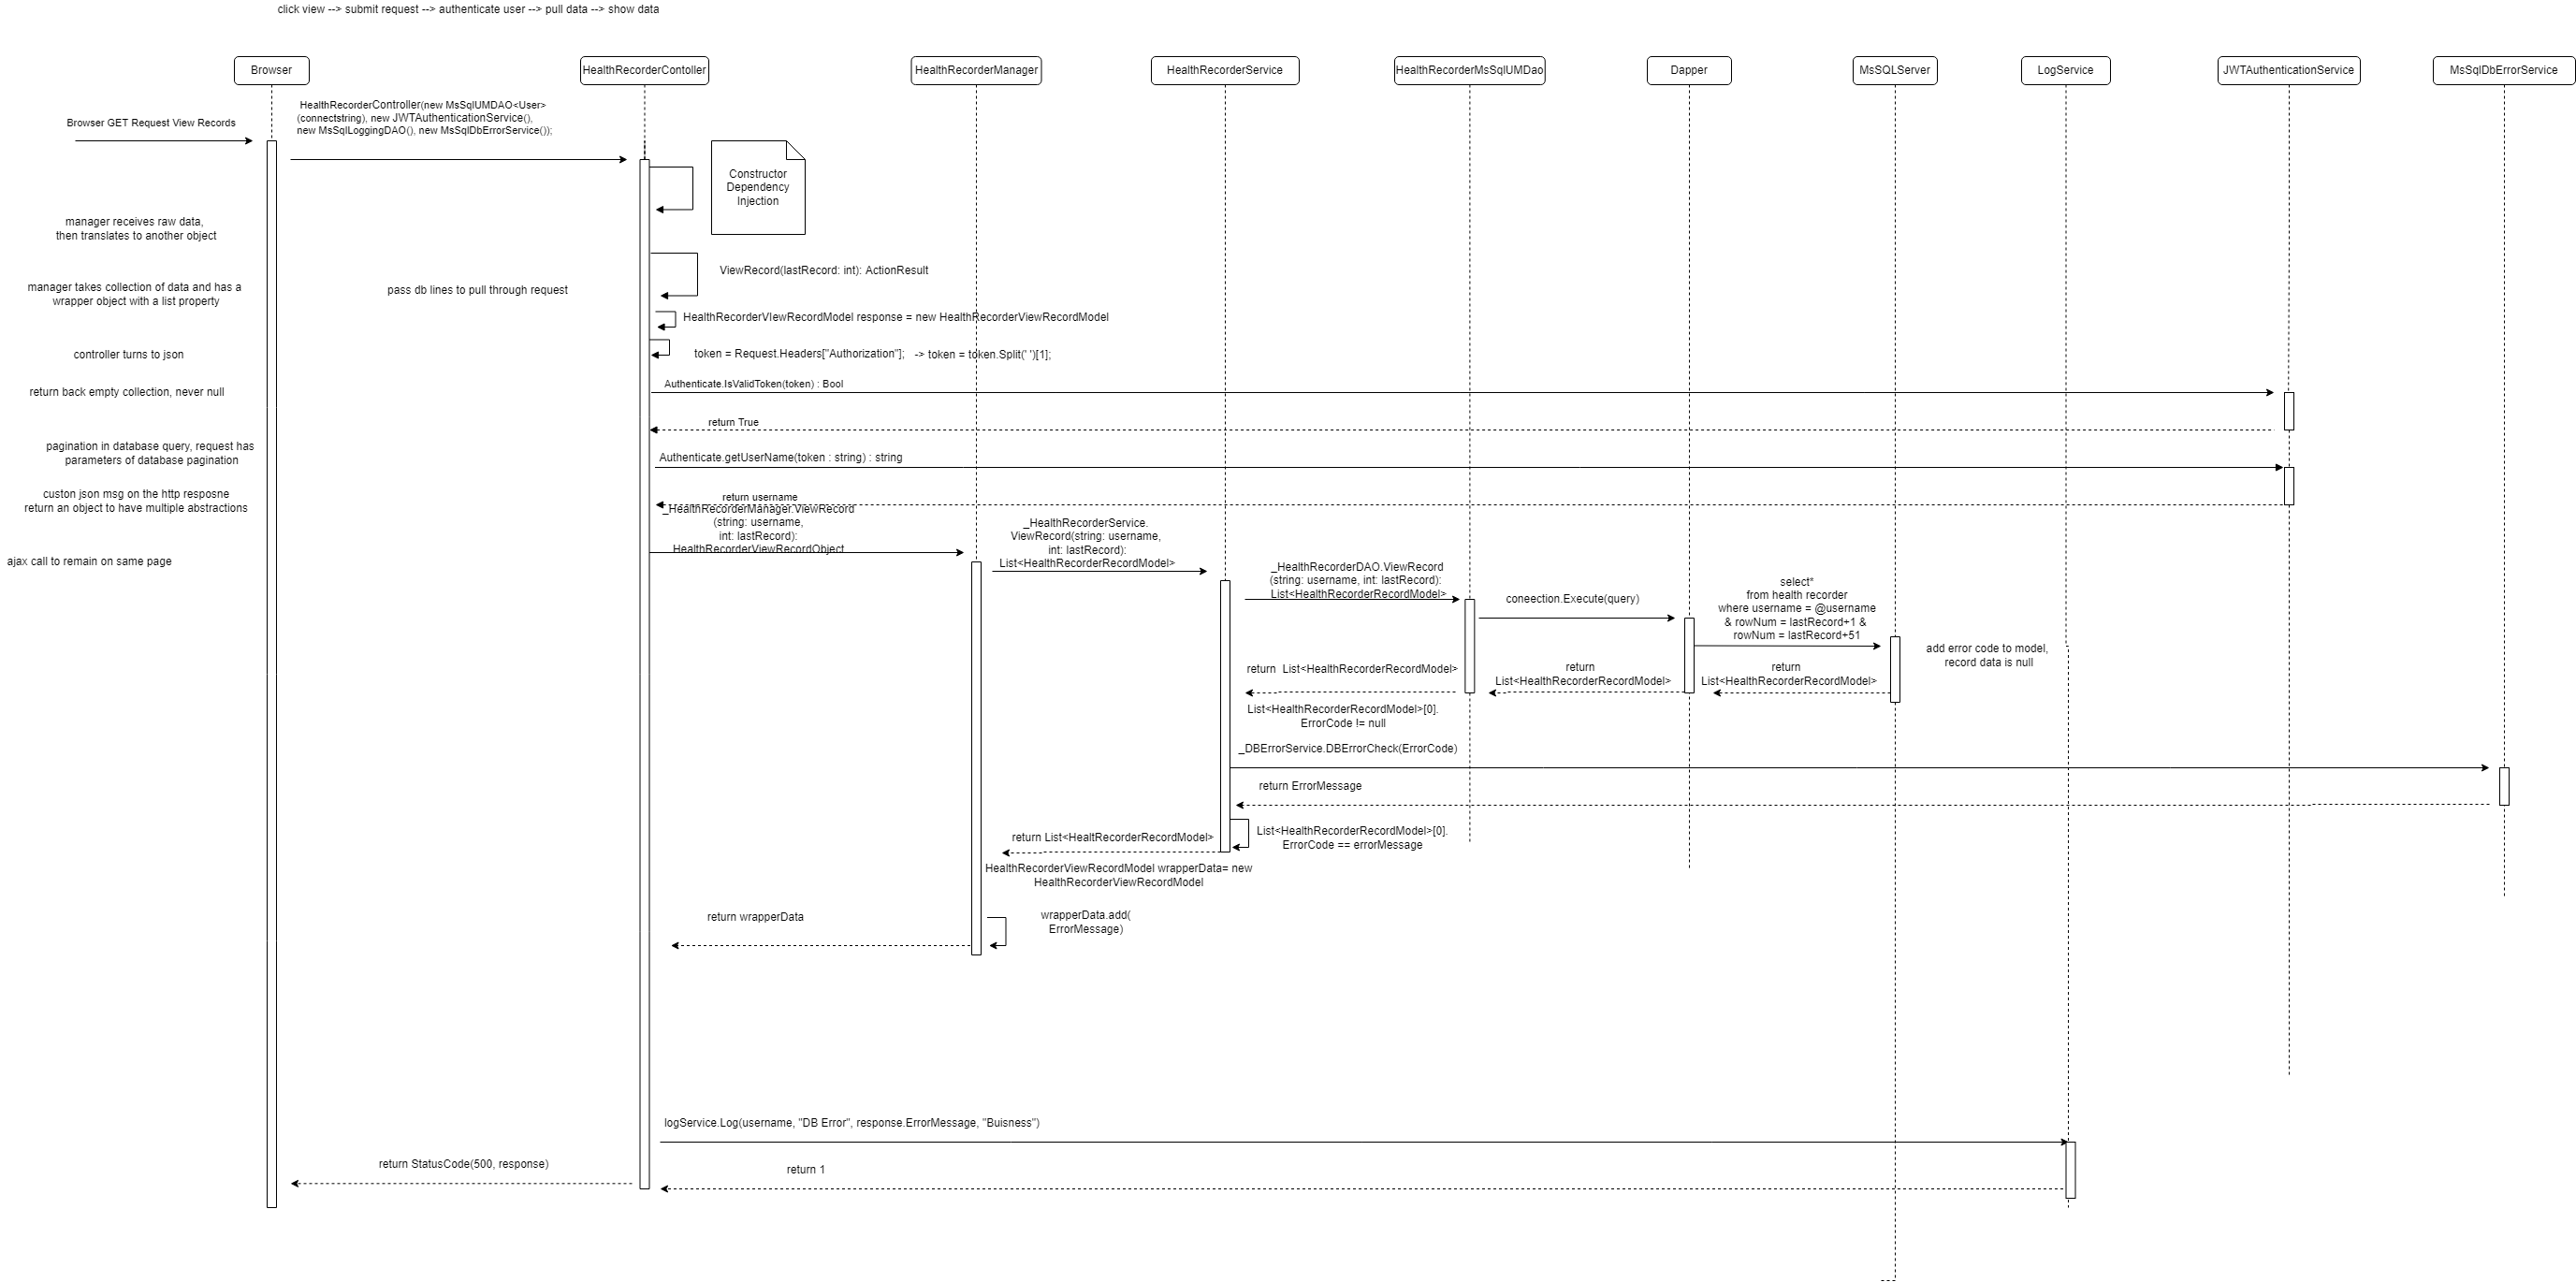 click view --> submit request --> authenticate user --> pull data --> show data
Browser
HealthRecorderContoller
HealthRecorderManager
HealthRecorderService
HealthRecorderMsSqlUMDao
Dapper
MsSQLServer
LogService
JWTAuthenticationService
MsSqlDbErrorService
Browser GET Request View Records
HealthRecorderController(new MsSqlUMDAO<User>
(connectstring), new JWTAuthenticationService(),
new MsSqlLoggingDAO(), new MsSqlDbErrorService());
Constructor
Dependency
Injection
manager receives raw data,
then translates to another object
ViewRecord(lastRecord: int): ActionResult
manager takes collection of data and has a
wrapper object with a list property
pass db lines to pull through request
HealthRecorderVIewRecordModel response = new HealthRecorderViewRecordModel
controller turns to json
token = Request.Headers["Authorization"];   -> token = token.Split(' ')[1];
return back empty collection, never null
Authenticate.IsValidToken(token) : Bool
return True
pagination in database query, request has
parameters of database pagination
Authenticate.getUserName(token : string) : string
custon json msg on the http resposne
return an object to have multiple abstractions
return username
_HealthRecorderManager.ViewRecord
(string: username,
int: lastRecord):
HealthRecorderViewRecordObject
_HealthRecorderService.
ViewRecord(string: username,
int: lastRecord):
List<HealthRecorderRecordModel>
ajax call to remain on same page
_HealthRecorderDAO.ViewRecord
(string: username, int: lastRecord):
List<HealthRecorderRecordModel>
coneection.Execute(query)
select*
from health recorder
where username = @username
& rowNum = lastRecord+1 &
rowNum = lastRecord+51
add error code to model,
record data is null
return  List<HealthRecorderRecordModel>
return
List<HealthRecorderRecordModel>
return
List<HealthRecorderRecordModel>
List<HealthRecorderRecordModel>[0].
ErrorCode != null
_DBErrorService.DBErrorCheck(ErrorCode)
return ErrorMessage
List<HealthRecorderRecordModel>[0].
ErrorCode == errorMessage
return List<HealtRecorderRecordModel>
HealthRecorderViewRecordModel wrapperData= new
HealthRecorderViewRecordModel
wrapperData.add(
ErrorMessage)
return wrapperData
logService.Log(username, "DB Error", response.ErrorMessage, "Buisness")
return StatusCode(500, response)
return 1